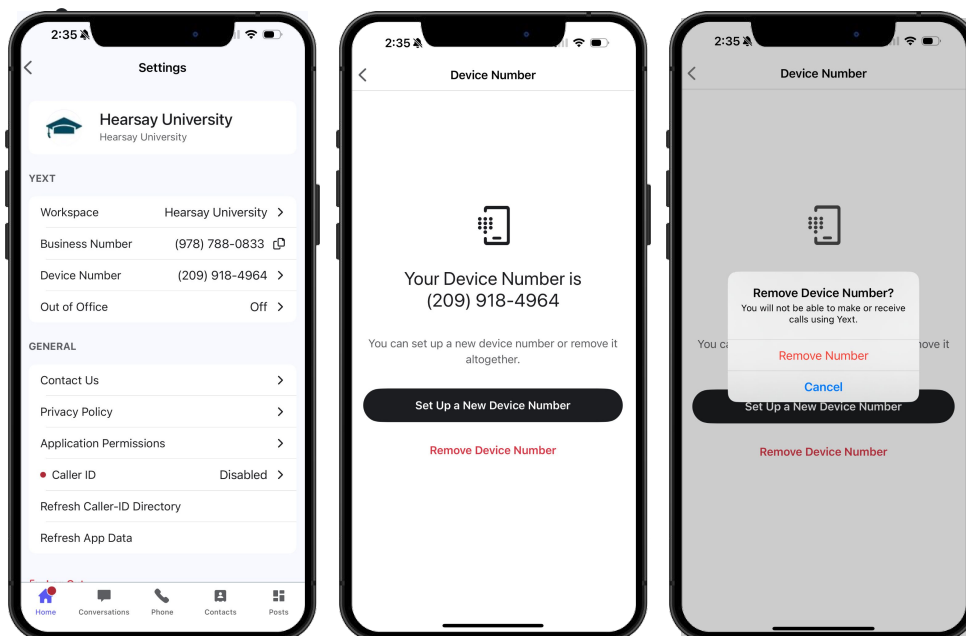 2:35
Settings
Hearsay University
Hearsay University
YEXT
Workspace Hearsay University
Business Number (978) 788-0833
Device Number (209) 918-4964
Out of Office Off
GENERAL
Contact Us
Privacy Policy
Application Permissions
Caller ID Disabled
Refresh Caller-ID Directory
Refresh App Data
Home Conversations Phone Contacts Posts
2:35
Device Number
Your Device Number is
(209) 918-4964
You can set up a new device number or remove it
altogether.
Set Up a New Device Number
Remove Device Number
2:35
Device Number
Remove Device Number?
You will not be able to make or receive
calls using Yext.
You
move it
Remove Number
Cancel
Set Up a New Device Number
Remove Device Number